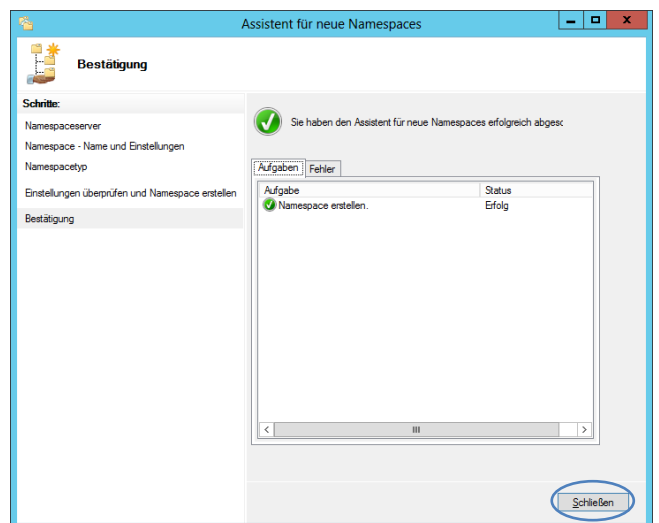 Assistent für neue Namespaces
Bestätigung
Schritte:
Namespaceserver
Namespace - Name und Einstellungen
Namespacetyp
Einstellungen überprüfen und Namespace erstellen
Bestätigung
Sie haben den Assistent für neue Namespaces erfolgreich abgesc
Aufgaben Fehler
Aufgabe Status
Namespace erstellen. Erfolg
Schließen